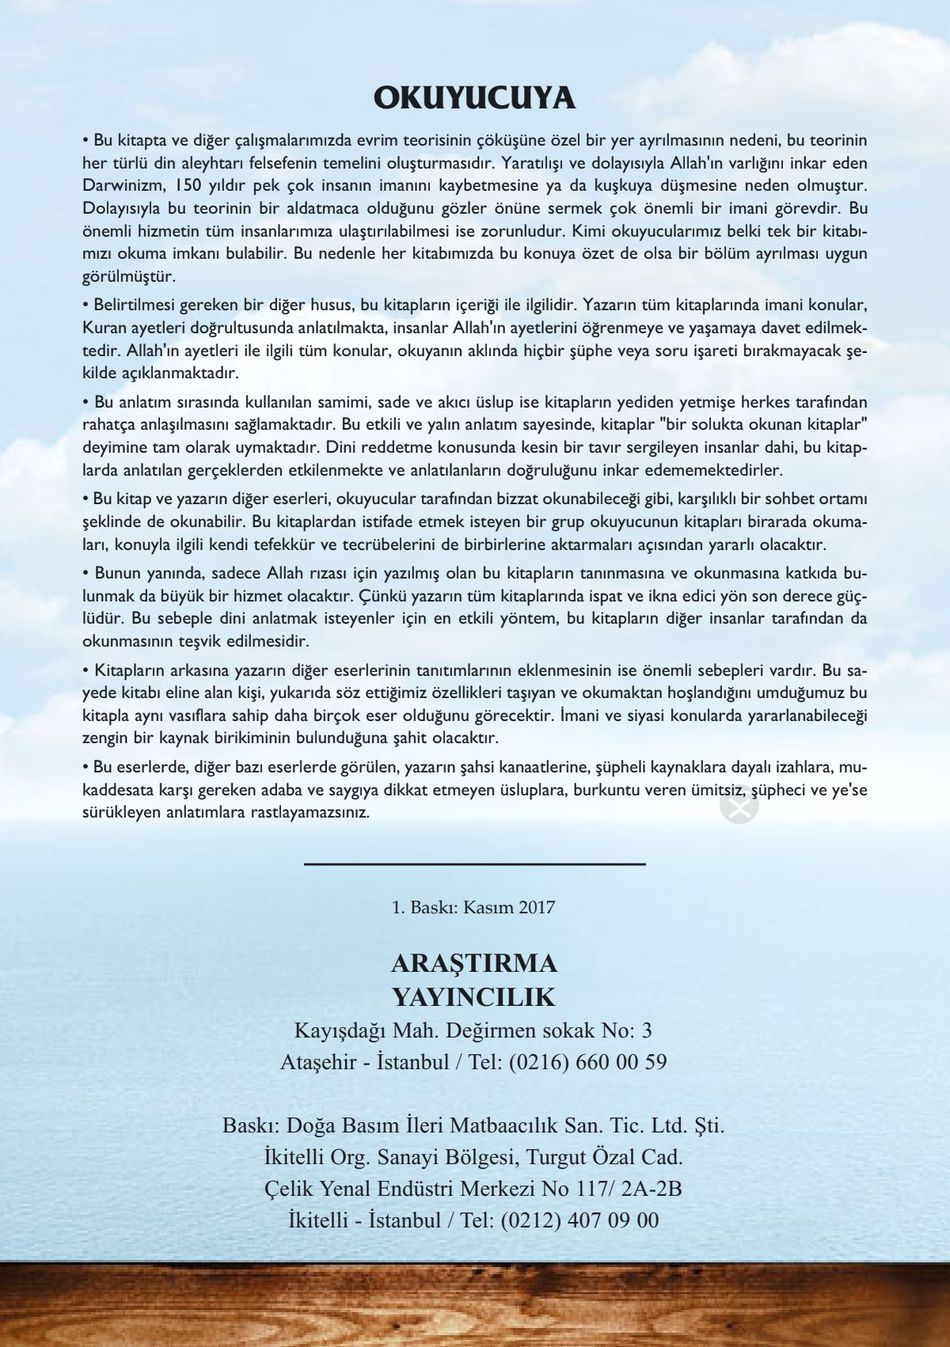 OKUYUCUYA
• Bu kitapta ve diğer çalışmalarımızda evrim teorisinin çöküşüne özel bir yer ayrılmasının nedeni, bu teorinin
her türlü din aleyhtarı felsefenin temelini oluşturmasıdır. Yaratılışı ve dolayısıyla Allah'ın varlığını inkar eden
Darwinizm, 150 yıldır pek çok insanın imanını kaybetmesine ya da kuşkuya düşmesine neden olmuştur.
Dolayısıyla bu teorinin bir aldatmaca olduğunu gözler önüne sermek çok önemli bir imani görevdir. Bu
önemli hizmetin tüm insanlarımıza ulaştırılabilmesi ise zorunludur. Kimi okuyucularımız belki tek bir kitabı-
mızı okuma imkanı bulabilir. Bu nedenle her kitabımızda bu konuya özet de olsa bir bölüm ayrılması uygun
görülmüştür.
• Belirtilmesi gereken bir diğer husus, bu kitapların içeriği ile ilgilidir. Yazarın tüm kitaplarında imani konular,
Kuran ayetleri doğrultusunda anlatılmakta, insanlar Allah'ın ayetlerini öğrenmeye ve yaşamaya davet edilmek-
tedir. Allah'ın ayetleri ile ilgili tüm konular, okuyanın aklında hiçbir şüphe veya soru işareti bırakmayacak şe-
kilde açıklanmaktadır.
• Bu anlatım sırasında kullanılan samimi, sade ve akıcı üslup ise kitapların yediden yetmişe herkes tarafından
rahatça anlaşılmasını sağlamaktadır. Bu etkili ve yalın anlatım sayesinde, kitaplar "bir solukta okunan kitaplar"
deyimine tam olarak uymaktadır. Dini reddetme konusunda kesin bir tavır sergileyen insanlar dahi, bu kitap-
larda anlatılan gerçeklerden etkilenmekte ve anlatılanların doğruluğunu inkar edememektedirler.
• Bu kitap ve yazarın diğer eserleri, okuyucular tarafından bizzat okunabileceği gibi, karşılıklı bir sohbet ortamı
şeklinde de okunabilir. Bu kitaplardan istifade etmek isteyen bir grup okuyucunun kitapları birarada okuma-
ları, konuyla ilgili kendi tefekkür ve tecrübelerini de birbirlerine aktarmaları açısından yararlı olacaktır.
• Bunun yanında, sadece Allah rızası için yazılmış olan bu kitapların tanınmasına ve okunmasına katkıda bu-
lunmak da büyük bir hizmet olacaktır. Çünkü yazarın tüm kitaplarında ispat ve ikna edici yön son derece güç-
lüdür. Bu sebeple dini anlatmak isteyenler için en etkili yöntem, bu kitapların diğer insanlar tarafından da
okunmasının teşvik edilmesidir.
• Kitapların arkasına yazarın diğer eserlerinin tanıtımlarının eklenmesinin ise önemli sebepleri vardır. Bu sa-
yede kitabı eline alan kişi, yukarıda söz ettiğimiz özellikleri taşıyan ve okumaktan hoşlandığını umduğumuz bu
kitapla aynı vasıflara sahip daha birçok eser olduğunu görecektir. İmani ve siyasi konularda yararlanabileceği
zengin bir kaynak birikiminin bulunduğuna şahit olacaktır.
• Bu eserlerde, diğer bazı eserlerde görülen, yazarın şahsi kanaatlerine, şüpheli kaynaklara dayalı izahlara, mu-
kaddesata karşı gereken adaba ve saygıya dikkat etmeyen üsluplara, burkuntu veren ümitsiz, şüpheci ve ye'se
sürükleyen anlatımlara rastlayamazsınız.
1. Baskı: Kasım 2017
ARAŞTIRMA
YAYINCILIK
Kayışdağı Mah. Değirmen sokak No: 3
Ataşehir - İstanbul / Tel: (0216) 660 00 59
Baskı: Doğa Basım İleri Matbaacılık San. Tic. Ltd. Şti.
İkitelli Org. Sanayi Bölgesi, Turgut Özal Cad.
Çelik Yenal Endüstri Merkezi No 117/ 2A-2B
İkitelli - İstanbul / Tel: (0212) 407 09 00